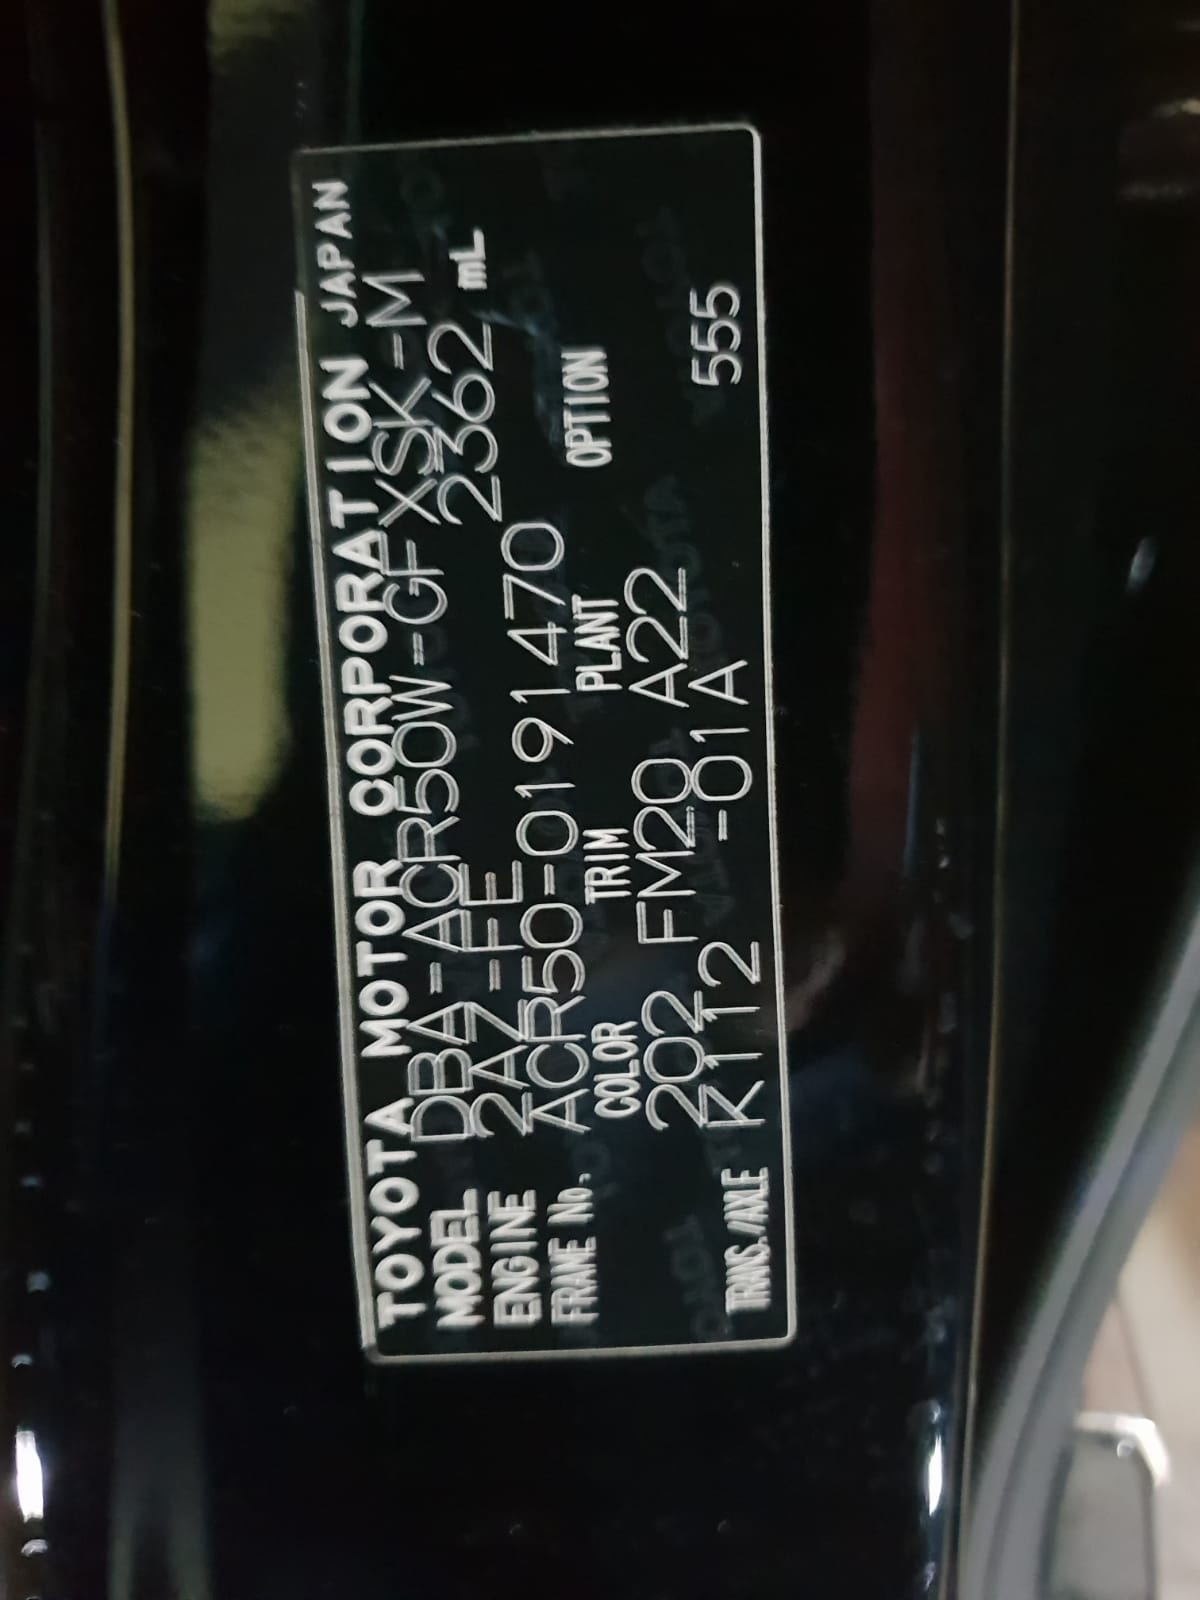 TOYOTA MOTOR CORPORATION JAPAN
MODEL DBA-ACR50W-GFXSK-M
ENGINE 2AZ-FE 2362 mL
FRAME No. ACR50-0191470
COLOR TRIM PLANT OPTION
202 FM20 A22
TRANS./AXLE K112 -01A 555